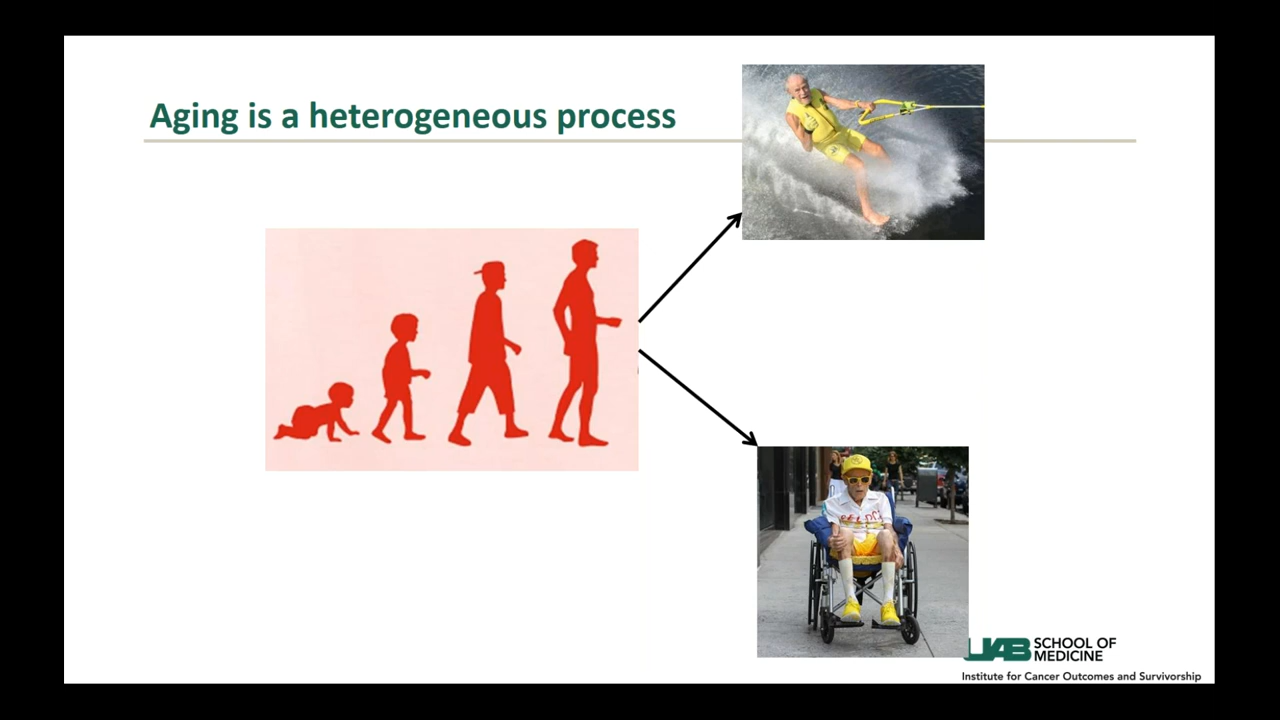 Aging is a heterogeneous process
UAB SCHOOL OF
MEDICINE
Institute for Cancer Outcomes and Survivorship